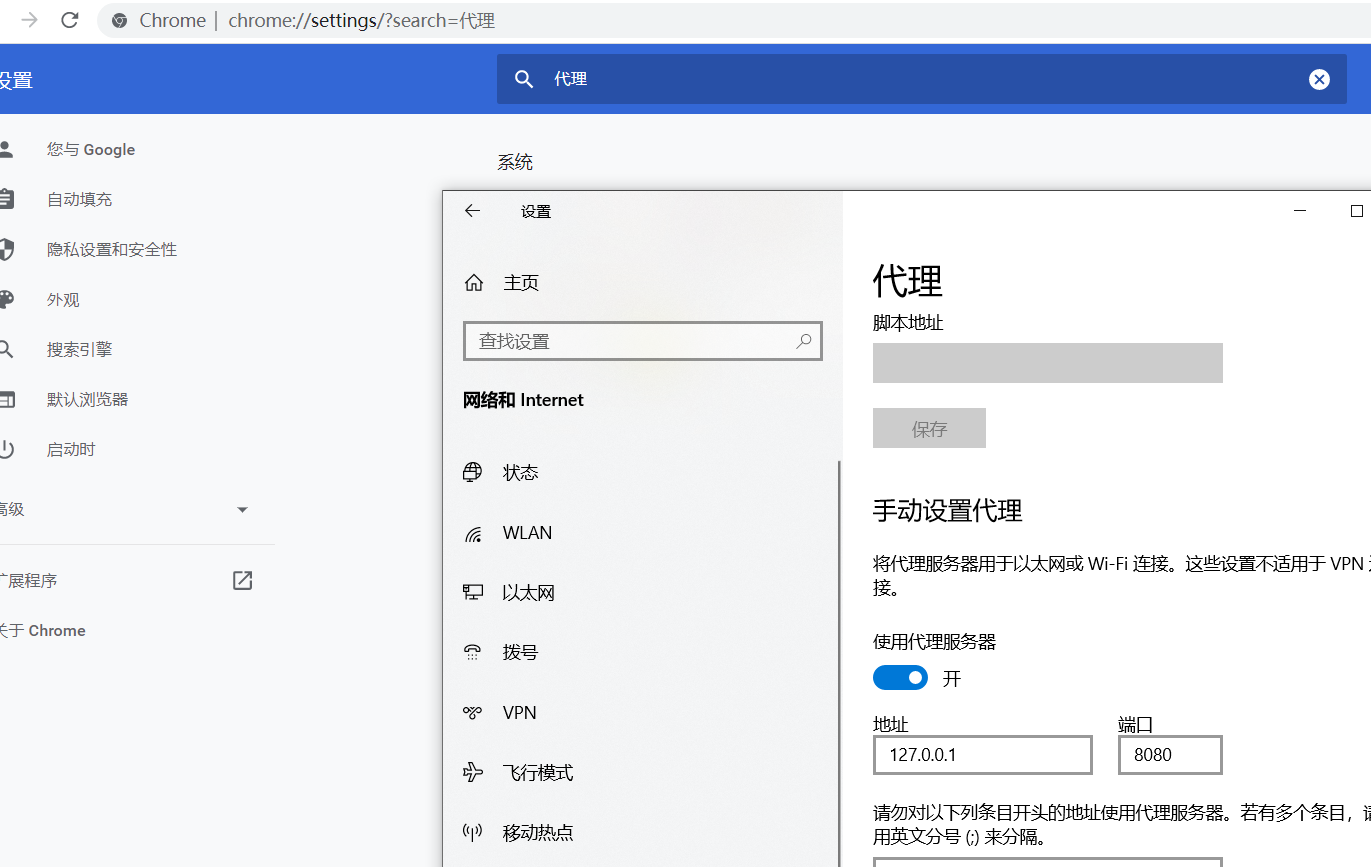 Chrome | chrome://settings/?search=代理
设置
代理
您与 Google
自动填充
隐私设置和安全性
外观
搜索引擎
默认浏览器
启动时
高级
扩展程序
关于 Chrome
系统
设置
主页
查找设置
网络和 Internet
状态
WLAN
以太网
拨号
VPN
飞行模式
移动热点
代理
脚本地址
保存
手动设置代理
将代理服务器用于以太网或 Wi-Fi 连接。这些设置不适用于 VPN
接。
使用代理服务器
开
地址
端口
127.0.0.1
8080
请勿对以下列条目开头的地址使用代理服务器。若有多个条目，请
用英文分号 (;) 来分隔。